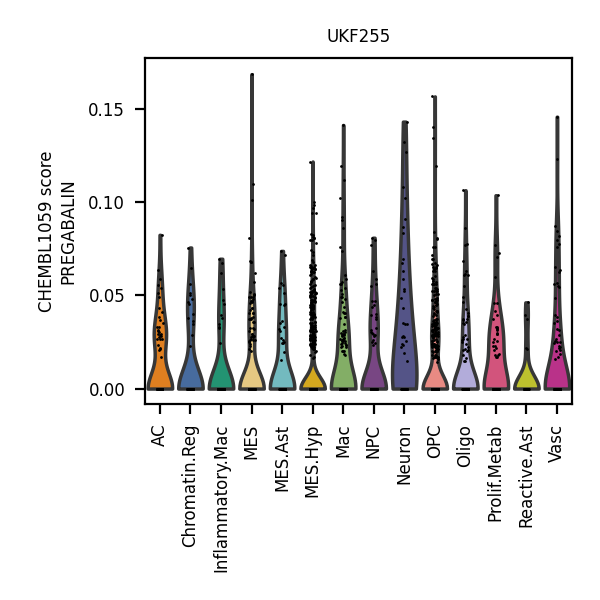 UKF255
CHEMBL1059 score
PREGABALIN
0.15
0.10
0.05
0.00
AC
Chromatin.Reg
Inflammatory.Mac
MES
MES.Ast
MES.Hyp
Mac
NPC
Neuron
OPC
Oligo
Prolif.Metab
Reactive.Ast
Vasc